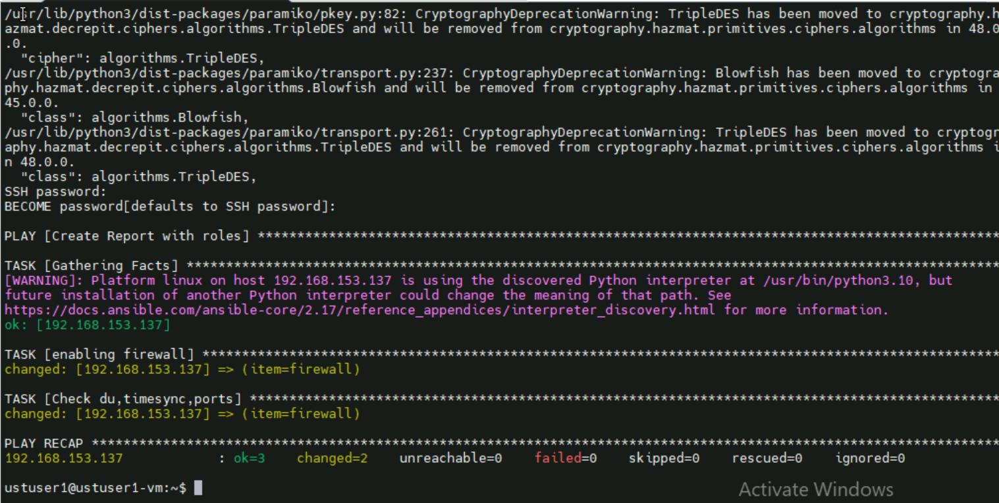 /usr/lib/python3/dist-packages/paramiko/pkey.py:82: CryptographyDeprecationWarning: TripleDES has been moved to cryptography.h
azmat.decrepit.ciphers.algorithms.TripleDES and will be removed from cryptography.hazmat.primitives.ciphers.algorithms in 48.0
.0.
  "cipher": algorithms.TripleDES,
/usr/lib/python3/dist-packages/paramiko/transport.py:237: CryptographyDeprecationWarning: Blowfish has been moved to cryptogra
phy.hazmat.decrepit.ciphers.algorithms.Blowfish and will be removed from cryptography.hazmat.primitives.ciphers.algorithms in
45.0.0.
  "class": algorithms.Blowfish,
/usr/lib/python3/dist-packages/paramiko/transport.py:261: CryptographyDeprecationWarning: TripleDES has been moved to cryptogr
aphy.hazmat.decrepit.ciphers.algorithms.TripleDES and will be removed from cryptography.hazmat.primitives.ciphers.algorithms i
n 48.0.0.
  "class": algorithms.TripleDES,
SSH password:
BECOME password[defaults to SSH password]:
PLAY [Create Report with roles] **********************************************************************************************
TASK [Gathering Facts] *******************************************************************************************************
[WARNING]: Platform linux on host 192.168.153.137 is using the discovered Python interpreter at /usr/bin/python3.10, but
future installation of another Python interpreter could change the meaning of that path. See
https://docs.ansible.com/ansible-core/2.17/reference_appendices/interpreter_discovery.html for more information.
ok: [192.168.153.137]
TASK [enabling firewall] *****************************************************************************************************
changed: [192.168.153.137] => (item=firewall)
TASK [Check du,timesync,ports] ***********************************************************************************************
changed: [192.168.153.137] => (item=firewall)
PLAY RECAP *******************************************************************************************************************
192.168.153.137            : ok=3    changed=2    unreachable=0    failed=0    skipped=0    rescued=0    ignored=0
ustuser1@ustuser1-vm:~$
Activate Windows